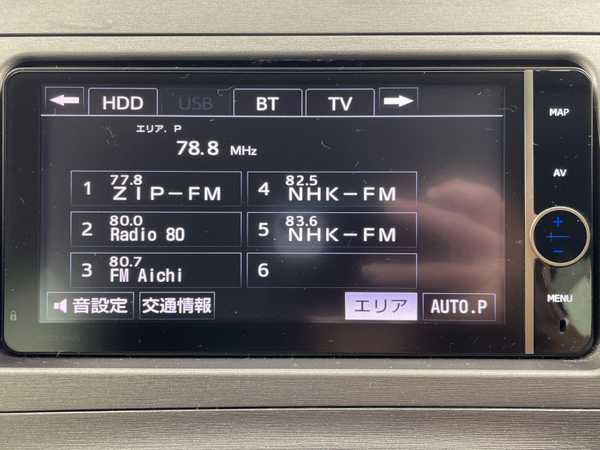 HDD USB BT TV
MAP
エリア. P
78.8 MHz
AV
1 77.8 ZIP-FM
4 82.5 NHK-FM
2 80.0 Radio 80
5 83.6 NHK-FM
3 80.7 FM Aichi
6
+
-
MENU
音設定 交通情報 エリア AUTO.P